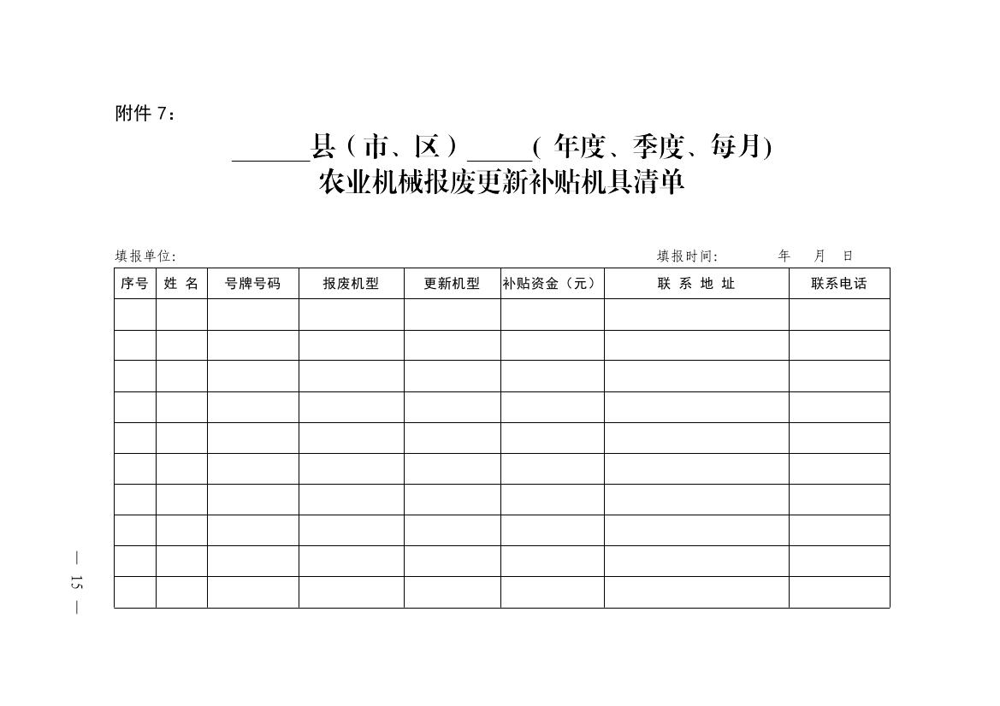 附件 7：
______县（市、区）_____( 年度、季度、每月)
农业机械报废更新补贴机具清单
填报单位: 填报时间: 年 月 日
序号 姓 名 号牌号码 报废机型 更新机型 补贴资金（元） 联 系 地 址 联系电话
— 15 —